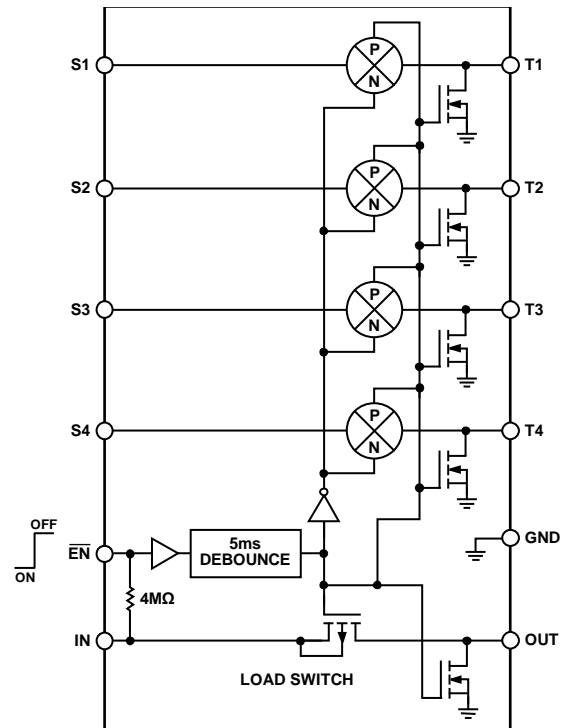 S1
P
N
T1
S2
P
N
T2
S3
P
N
T3
S4
P
N
T4
OFF
ON
EN
5ms
DEBOUNCE
GND
4MΩ
IN
OUT
LOAD SWITCH